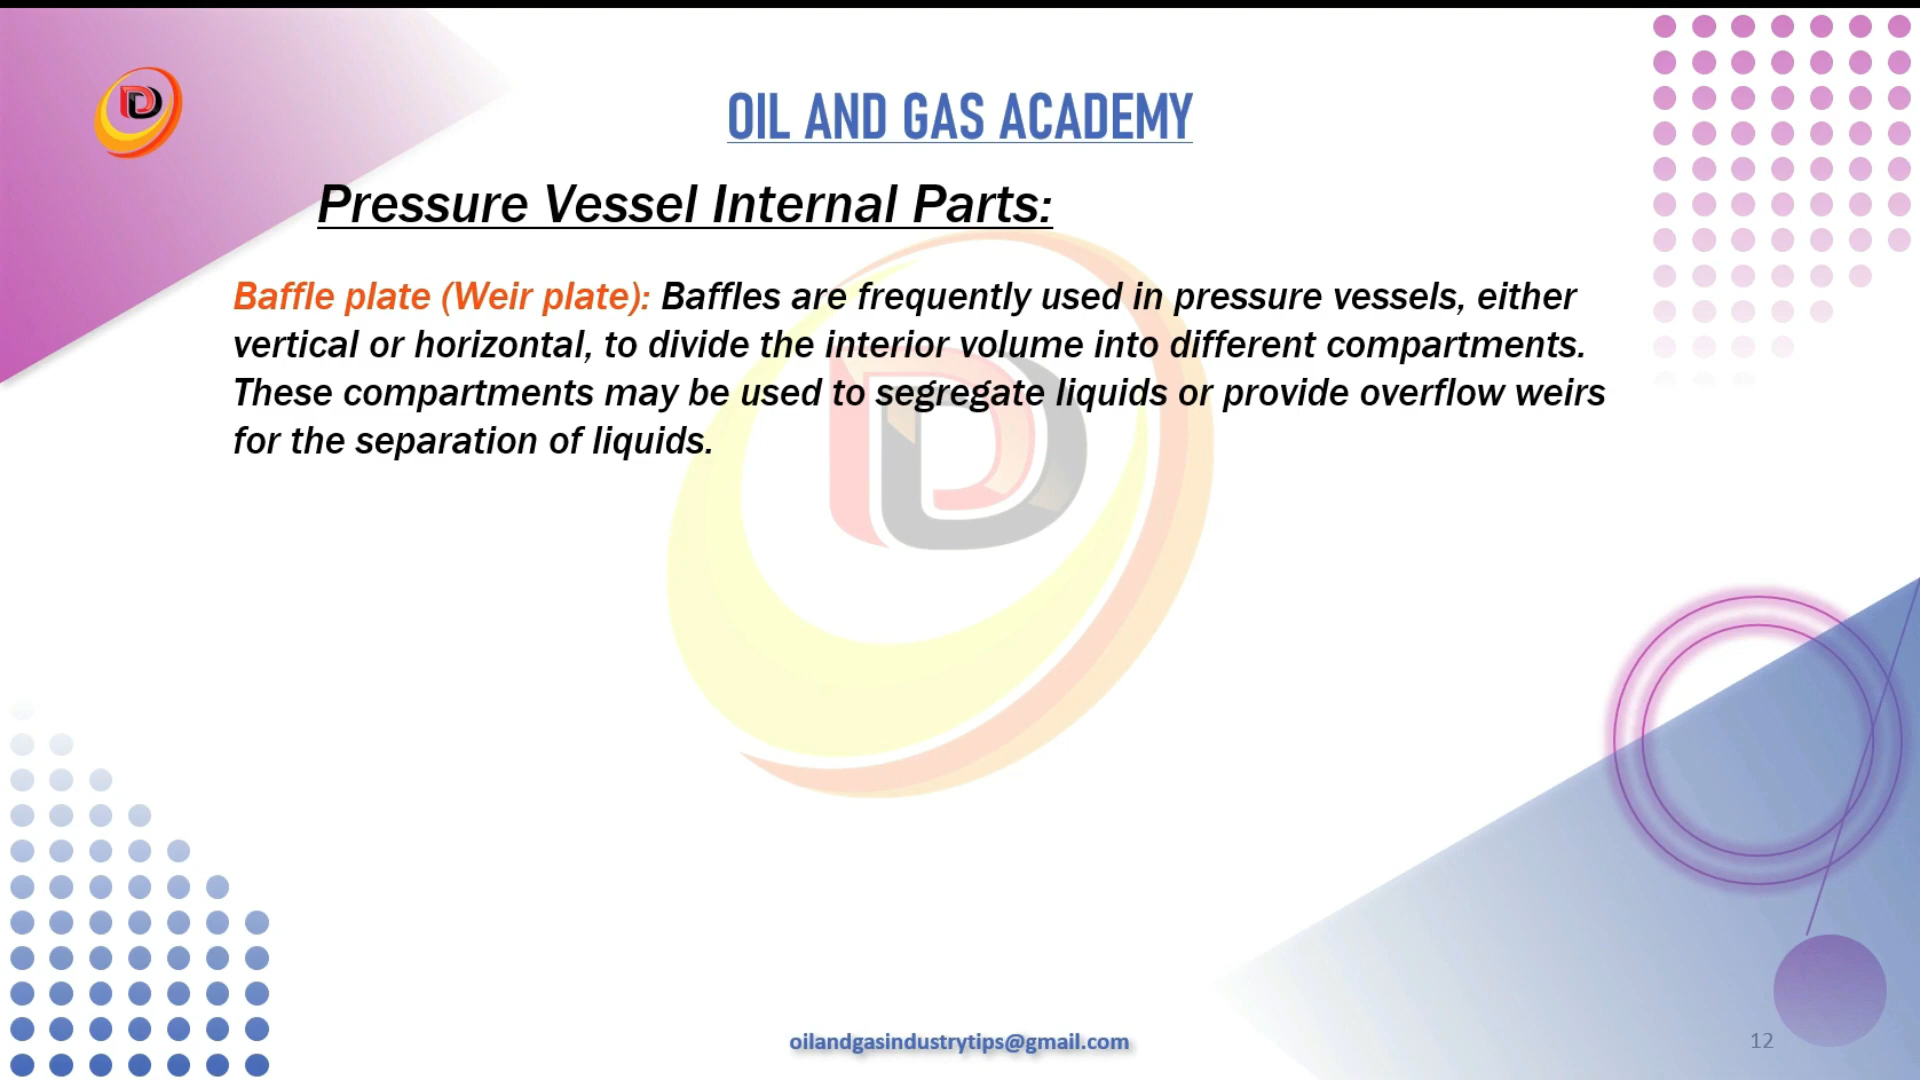 OIL AND GAS ACADEMY
Pressure Vessel Internal Parts:
Baffle plate (Weir plate): Baffles are frequently used in pressure vessels, either
vertical or horizontal, to divide the interior volume into different compartments.
These compartments may be used to segregate liquids or provide overflow weirs
for the separation of liquids.
oilandgasindustrytips@gmail.com
12